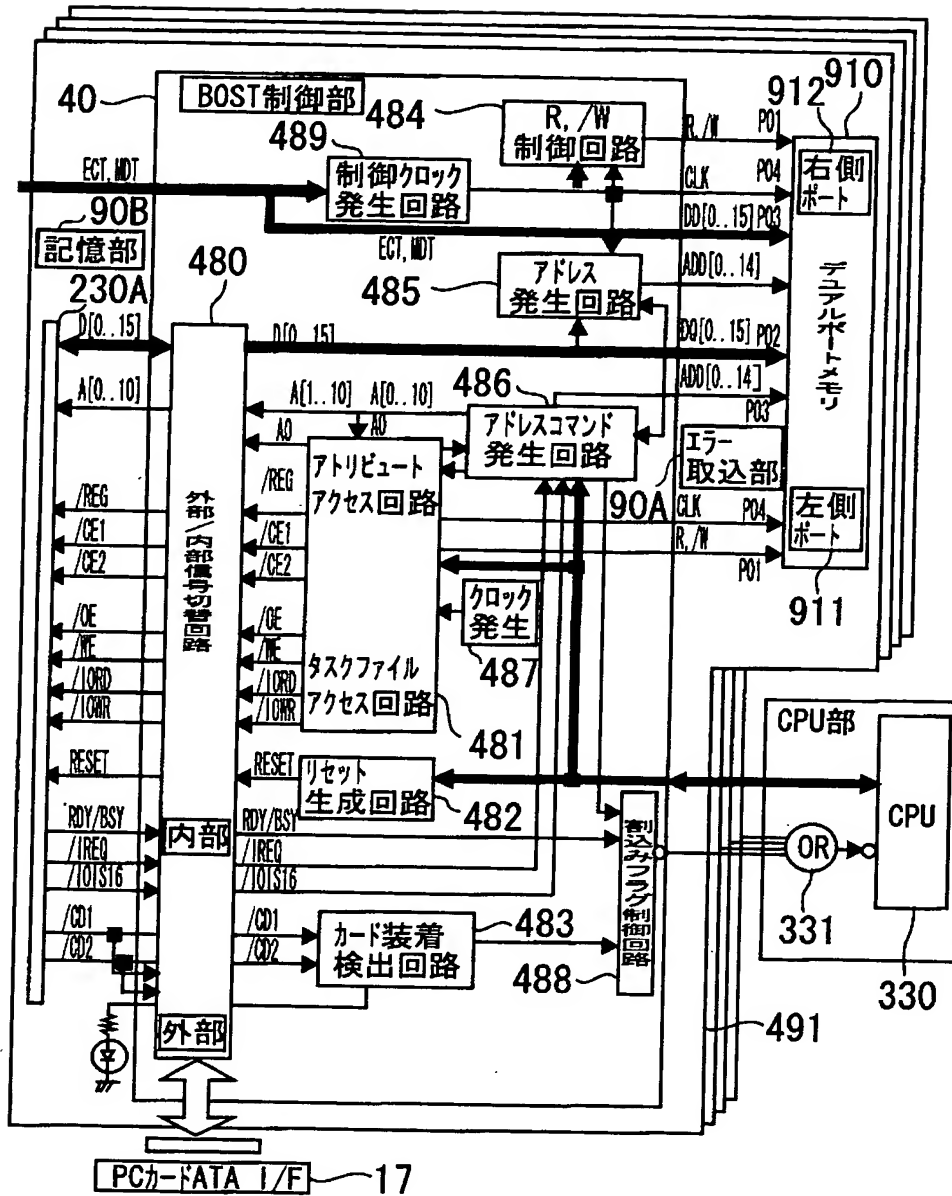 40
BOST制御部
484
R,/W
制御回路
R,/W
P01
912
910
489
制御クロック
発生回路
ECT,MDT
CLK
P04
右側
ポート
DD[0..15]
P03
ECT,MDT
90B
記憶部
480
485
アドレス
発生回路
ADD[0..14]
デュアルポートメモリ
230A
D[0..15]
D[0..15]
DQ[0..15]
P02
A[0..10]
A[1..10]
A[0..10]
486
アドレスコマンド
発生回路
ADD[0..14]
P03
A0
A0
エラー
取込部
90A
外部/内部信号切替回路
アトリビュート
アクセス回路
/REG
/REG
/CE1
/CE1
/CE2
/CE2
CLK
P04
左側
ポート
R,/W
P01
911
クロック
発生
487
/OE
/OE
/WE
/WE
タスクファイル
アクセス回路
/IORD
/IORD
/IOWR
/IOWR
481
CPU部
RESET
RESET
リセット
生成回路
482
CPU
RDY/BSY
内部
RDY/BSY
割込みフラグ制御回路
OR
/IREQ
/IREQ
/IOIS16
/IOIS16
331
/CD1
/CD1
カード装着
検出回路
483
/CD2
/CD2
488
330
外部
491
PCカードATA I/F
17